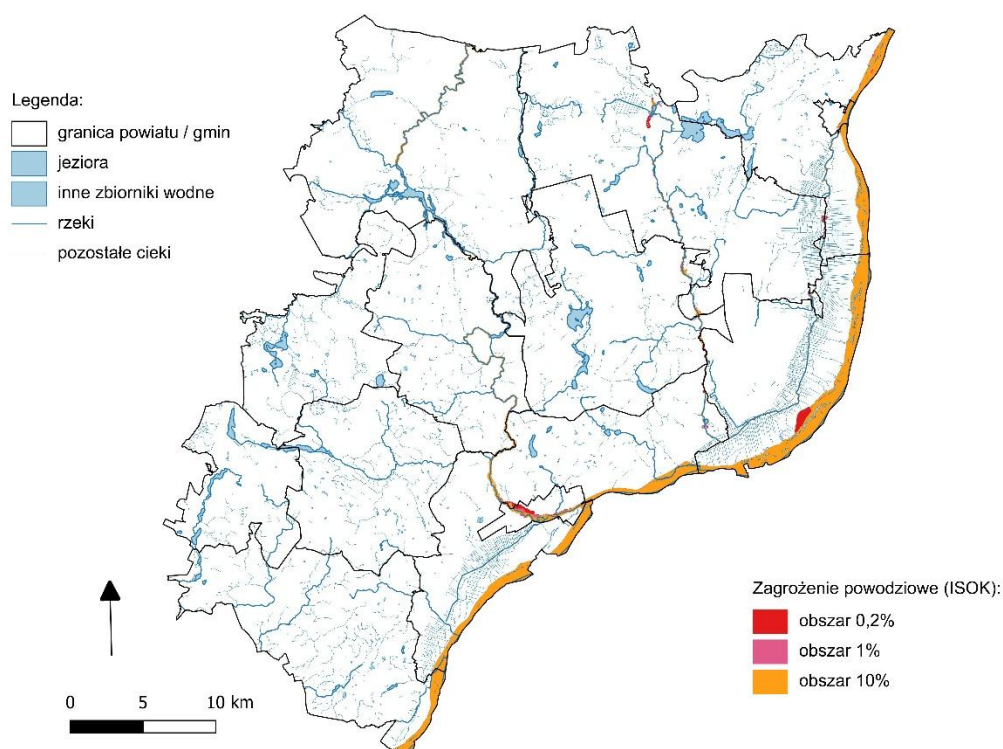 Legenda:
granica powiatu / gmin
jeziora
inne zbiorniki wodne
rzeki
pozostałe cieki
Zagrożenie powodziowe (ISOK):
obszar 0,2%
obszar 1%
obszar 10%
0 5 10 km